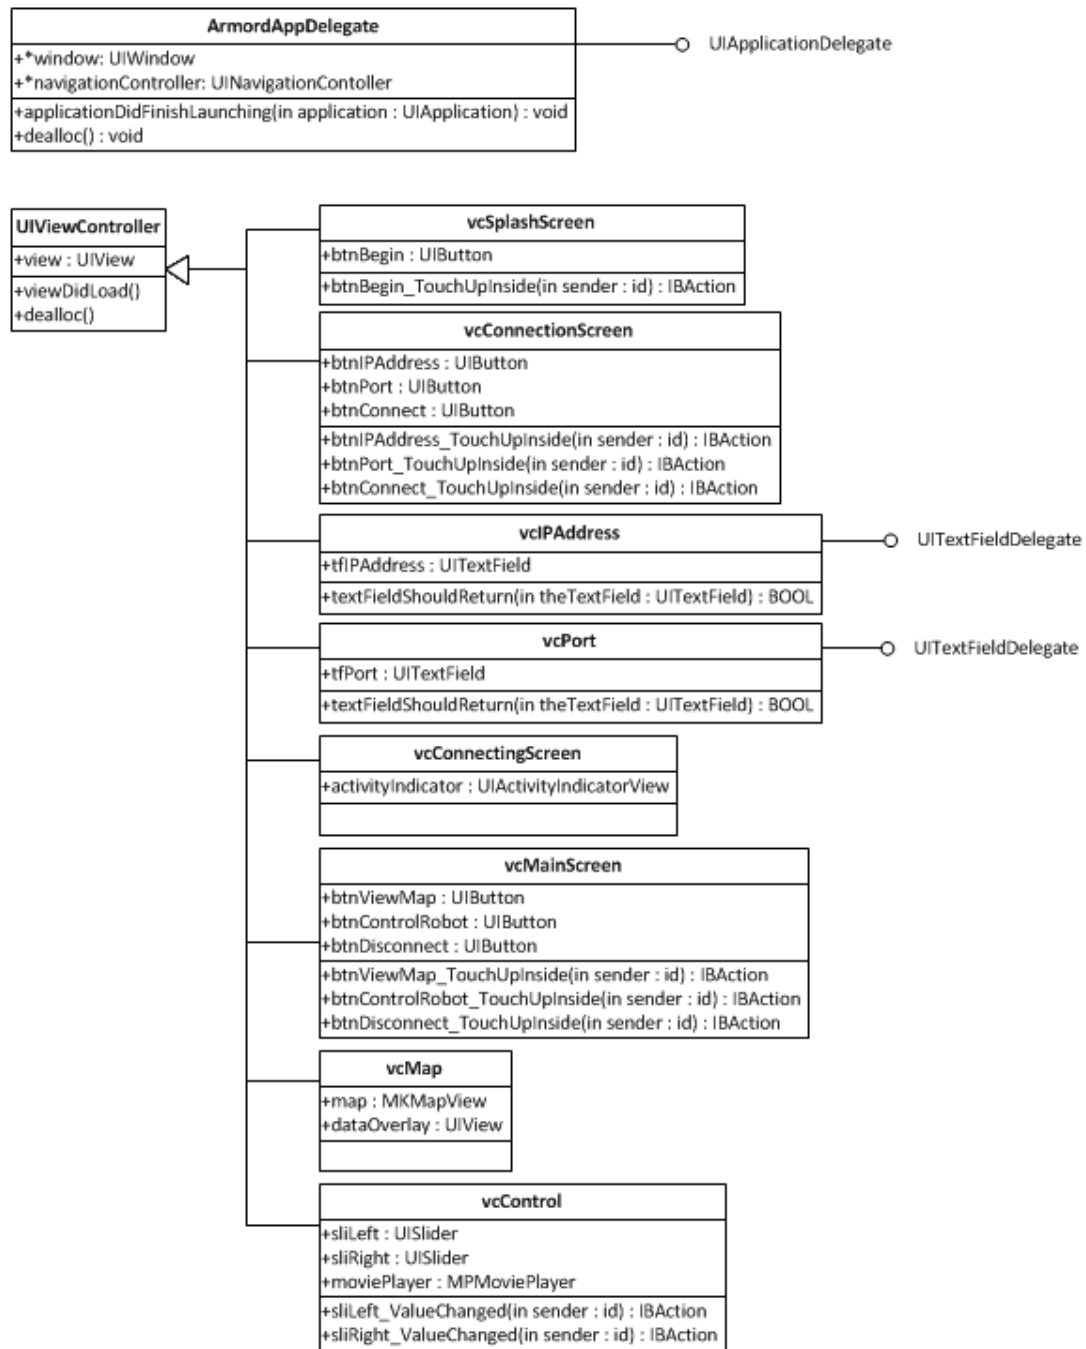 ArmordAppDelegate
+*window: UIWindow
+*navigationController: UINavigationContoller
+applicationDidFinishLaunching(in application : UIApplication) : void
+dealloc() : void
UIApplicationDelegate
UIViewController
+view : UIView
+viewDidLoad()
+dealloc()
vcSplashScreen
+btnBegin : UIButton
+btnBegin_TouchUpInside(in sender : id) : IBAction
vcConnectionScreen
+btnIPAddress : UIButton
+btnPort : UIButton
+btnConnect : UIButton
+btnIPAddress_TouchUpInside(in sender : id) : IBAction
+btnPort_TouchUpInside(in sender : id) : IBAction
+btnConnect_TouchUpInside(in sender : id) : IBAction
vcIPAddress
+tfIPAddress : UITextField
+textFieldShouldReturn(in theTextField : UITextField) : BOOL
UITextFieldDelegate
vcPort
+tfPort : UITextField
+textFieldShouldReturn(in theTextField : UITextField) : BOOL
UITextFieldDelegate
vcConnectingScreen
+activityIndicator : UIActivityIndicatorView
vcMainScreen
+btnViewMap : UIButton
+btnControlRobot : UIButton
+btnDisconnect : UIButton
+btnViewMap_TouchUpInside(in sender : id) : IBAction
+btnControlRobot_TouchUpInside(in sender : id) : IBAction
+btnDisconnect_TouchUpInside(in sender : id) : IBAction
vcMap
+map : MKMapView
+dataOverlay : UIView
vcControl
+sliLeft : UISlider
+sliRight : UISlider
+moviePlayer : MPMoviePlayer
+sliLeft_ValueChanged(in sender : id) : IBAction
+sliRight_ValueChanged(in sender : id) : IBAction